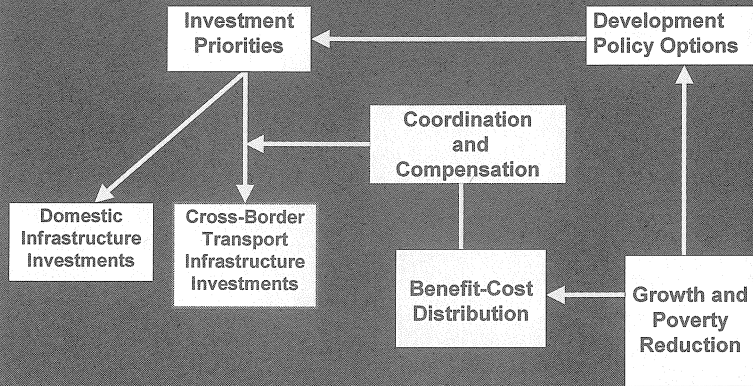 Investment
Priorities
Development
Policy Options
Coordination
and
Compensation
Domestic
Infrastructure
Investments
Cross-Border
Transport
Infrastructure
Investments
Benefit-Cost
Distribution
Growth and
Poverty
Reduction